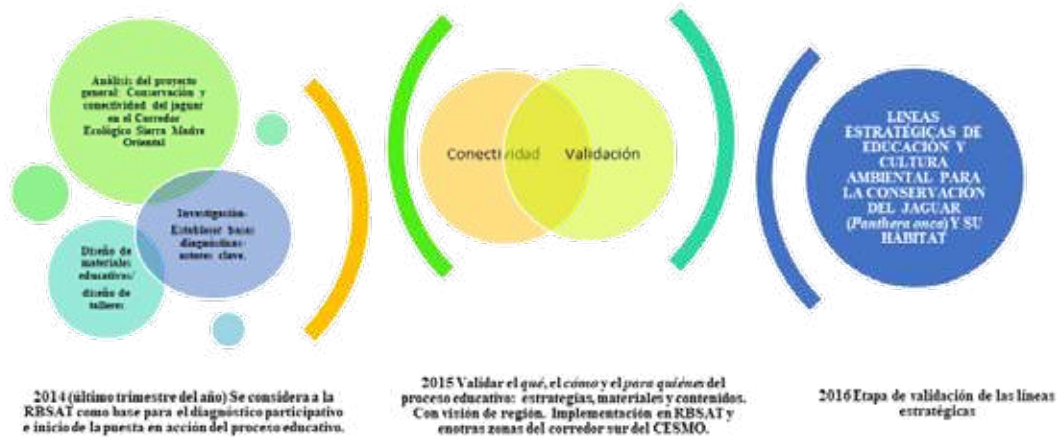 Análisis del proyecto
general: Conservación y
conectividad del jaguar
en el Corredor
Ecológico Sierra Madre
Oriental
Investigación-
Establecer bases
diagnósticas-
actores clave.
Diseño de
materiales
educativos/
diseño de
talleres
Conectividad
Validación
LINEAS
ESTRATÉGICAS DE
EDUCACIÓN Y
CULTURA
AMBIENTAL PARA
LA CONSERVACIÓN
DEL JAGUAR
(Panthera onca) Y SU
HÁBITAT
2014 (último trimestre del año) Se considera a la
RBSAT como base para el diagnóstico participativo
e inicio de la puesta en acción del proceso educativo.
2015 Validar el qué, el cómo y el para quiénes del
proceso educativo: estrategias, materiales y contenidos.
Con visión de región. Implementación en RBSAT y
enotras zonas del corredor sur del CESMO.
2016 Etapa de validación de las líneas
estratégicas